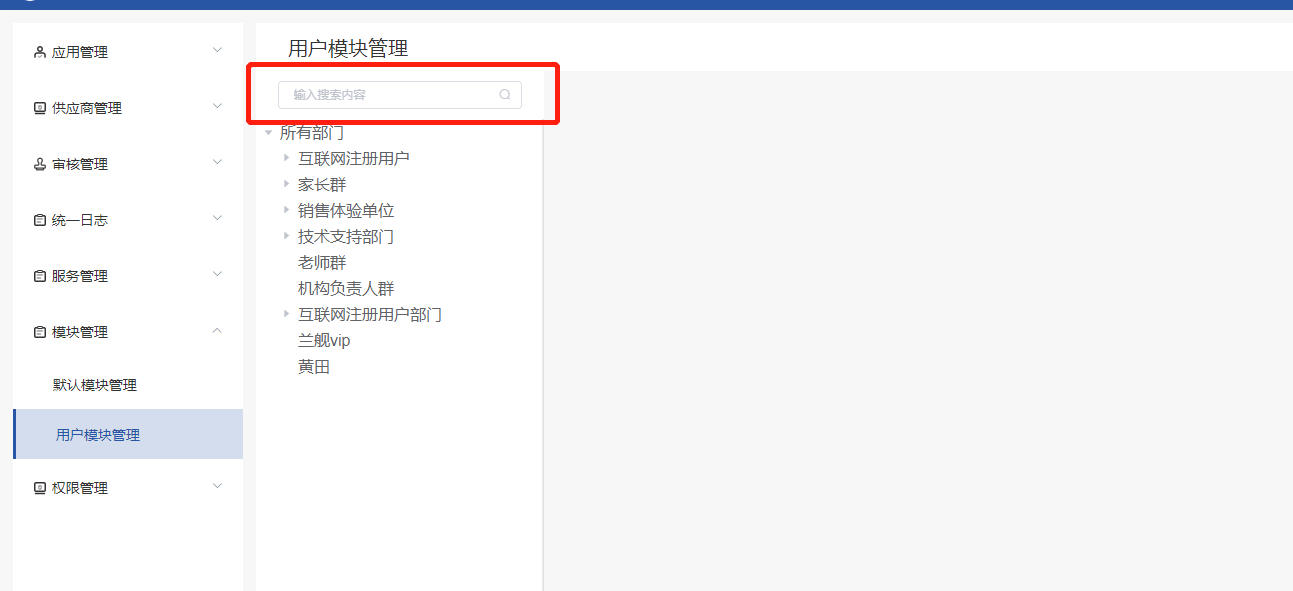 应用管理
供应商管理
审核管理
统一日志
服务管理
模块管理
默认模块管理
用户模块管理
权限管理
用户模块管理
输入搜索内容
所有部门
互联网注册用户
家长群
销售体验单位
技术支持部门
老师群
机构负责人群
互联网注册用户部门
兰舰vip
黄田